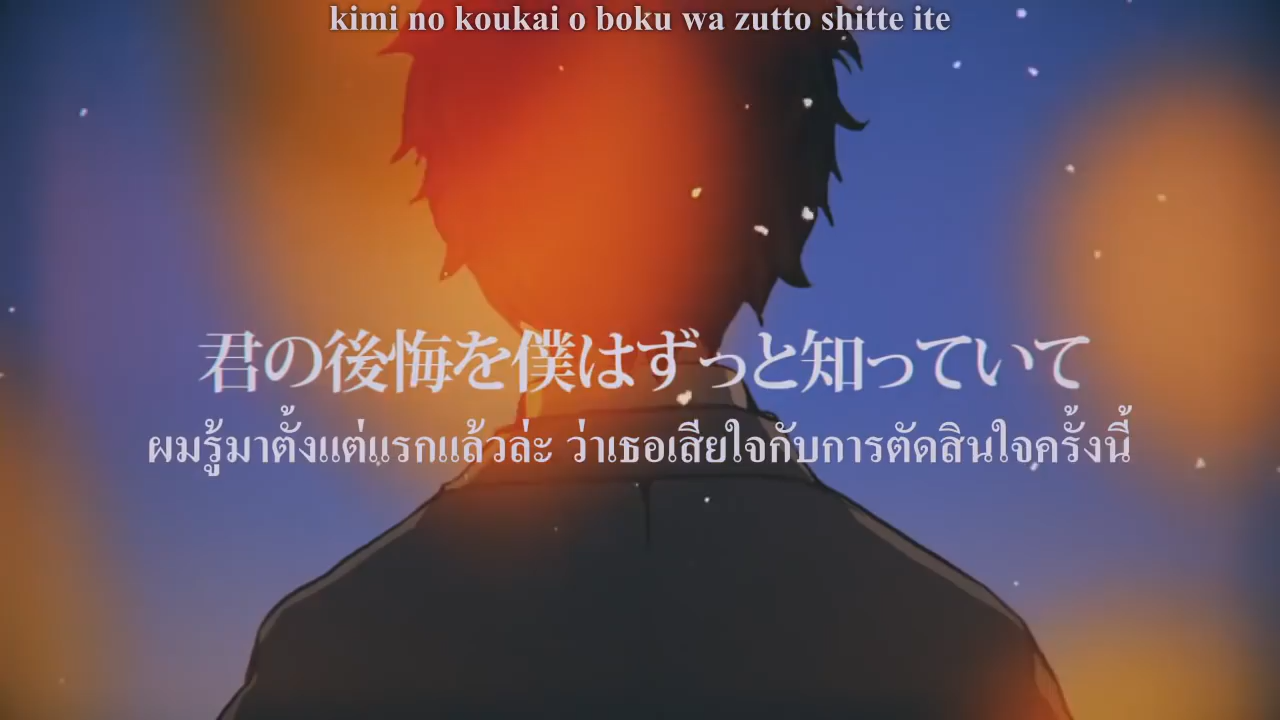 kimi no koukai o boku wa zutto shitte ite
君の後悔を僕はずっと知っていて
ผมรู้มาตั้งแต่แรกแล้วล่ะ ว่าเธอเสียใจกับการตัดสินใจครั้งนี้